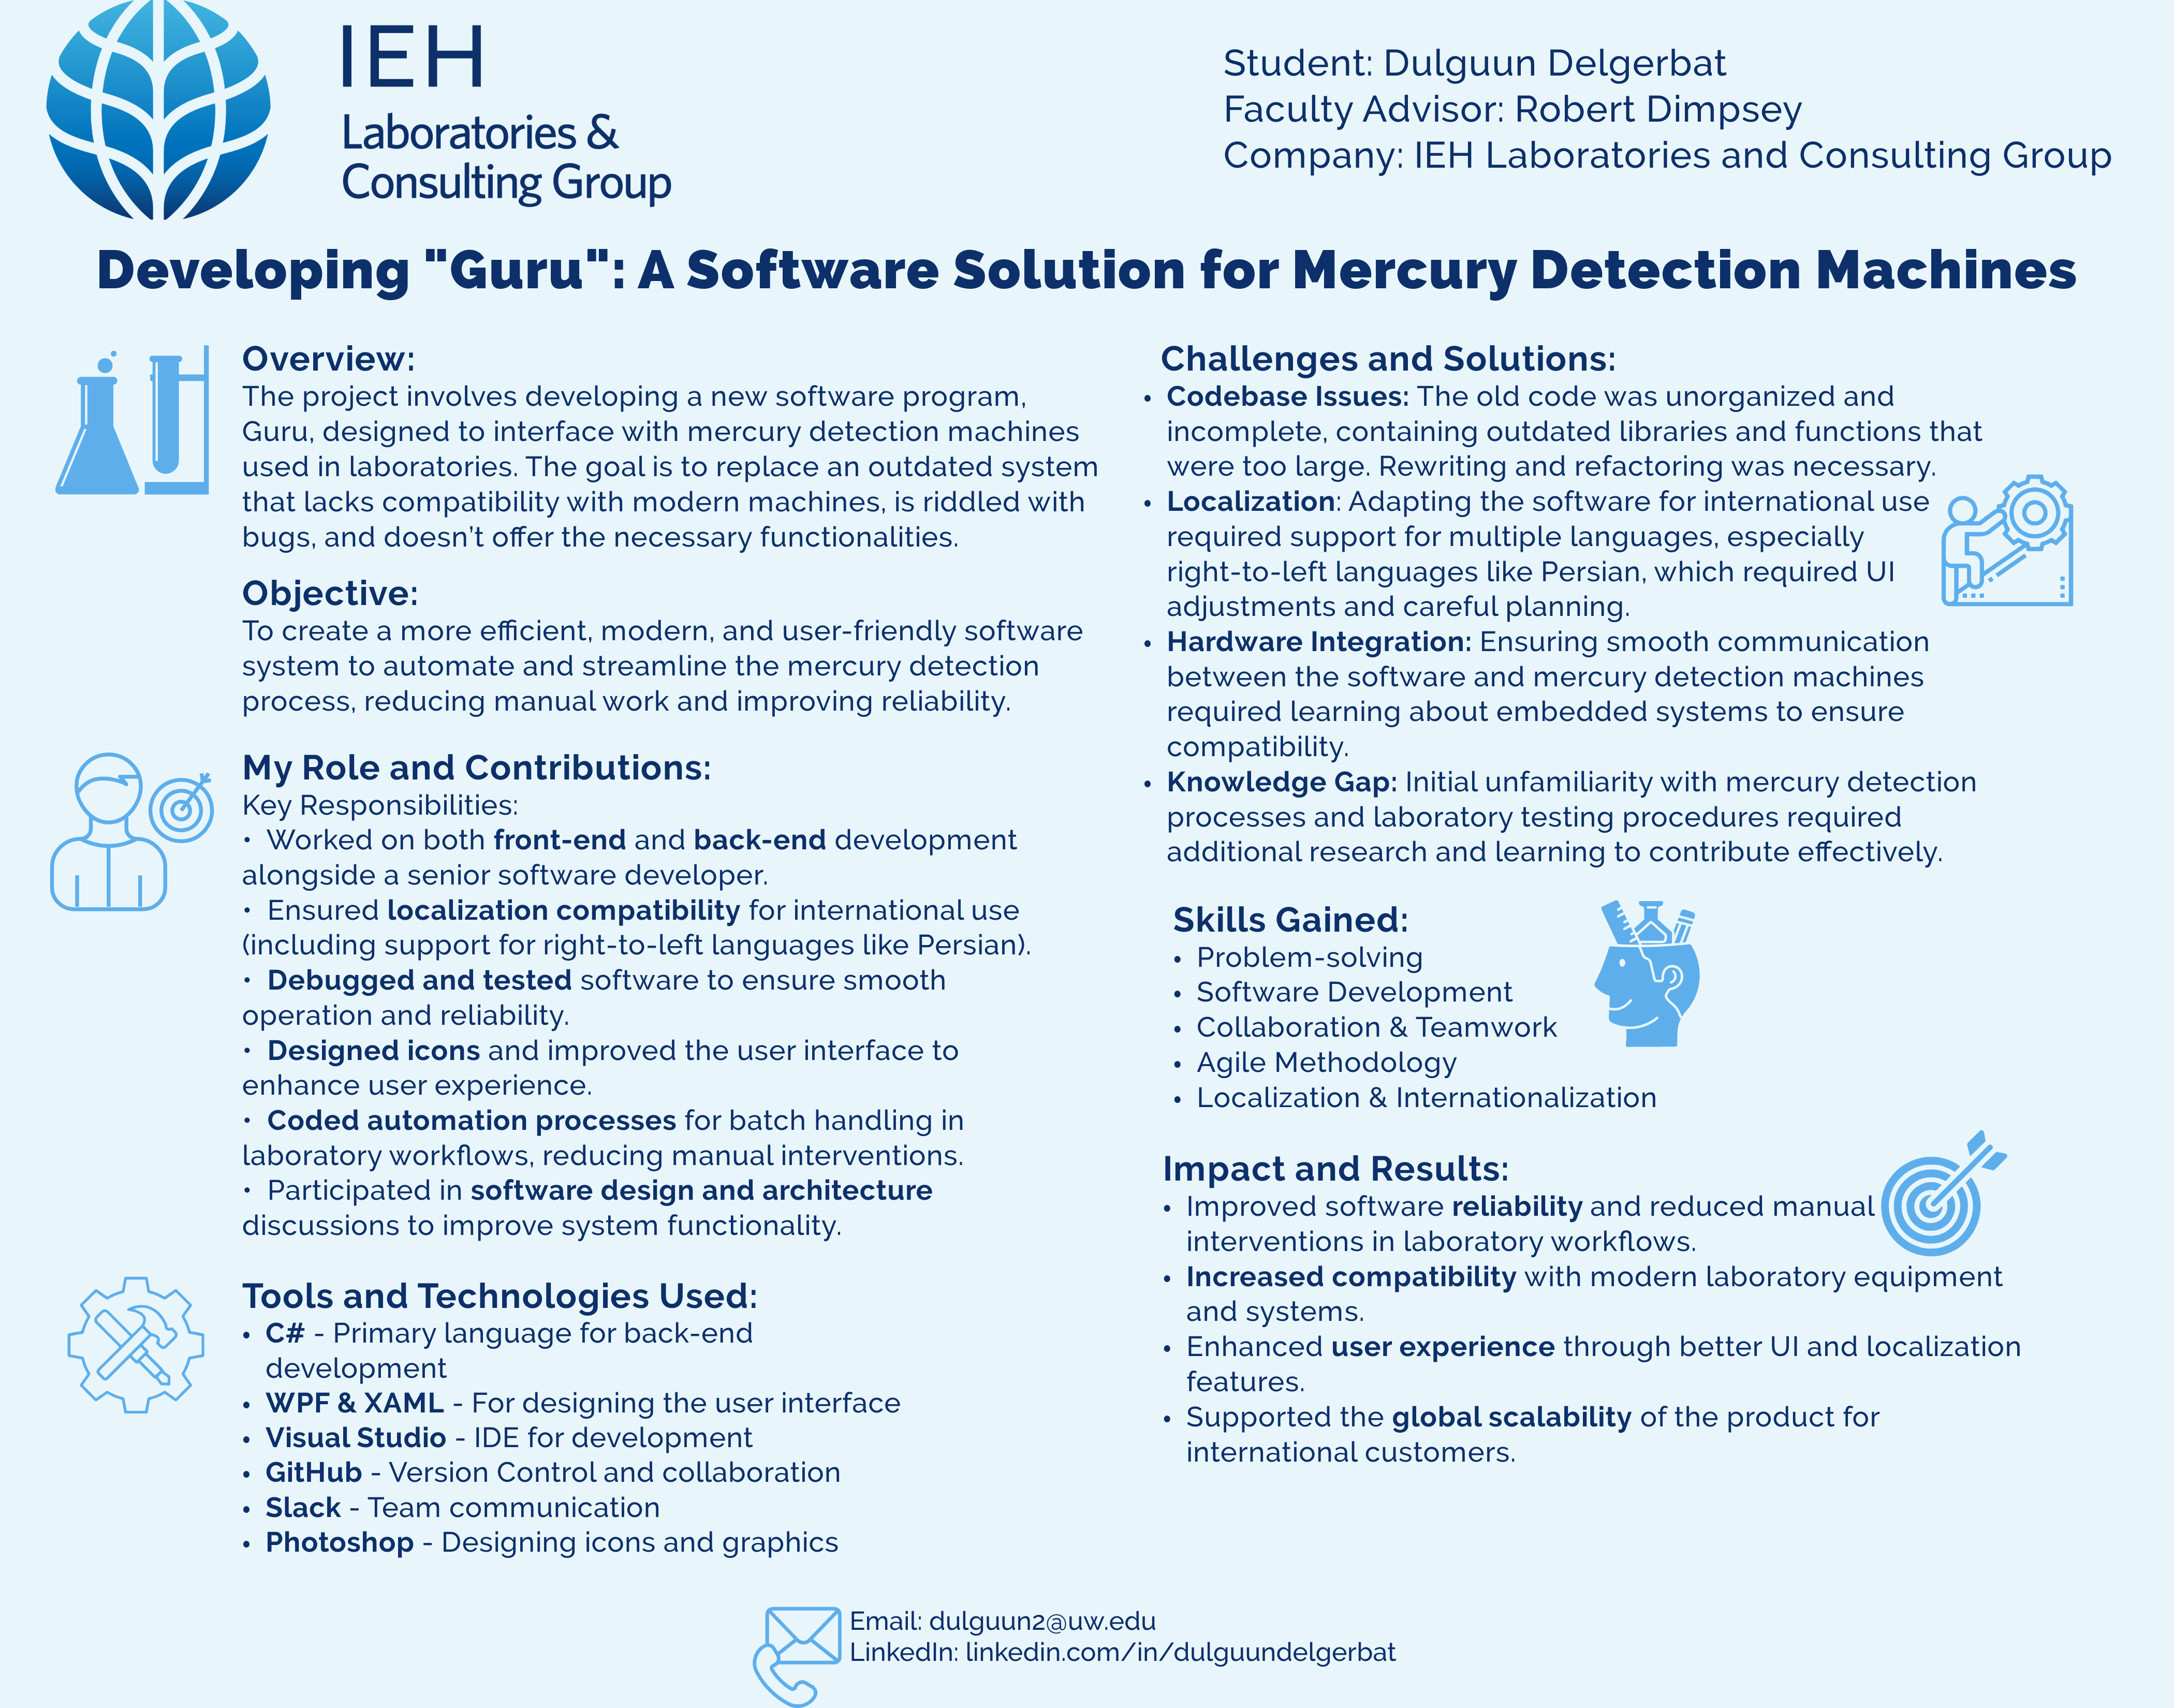 IEH
Laboratories &
Consulting Group
Student: Dulguun Delgerbat
Faculty Advisor: Robert Dimpsey
Company: IEH Laboratories and Consulting Group
Developing "Guru": A Software Solution for Mercury Detection Machines
Overview:
The project involves developing a new software program,
Guru, designed to interface with mercury detection machines
used in laboratories. The goal is to replace an outdated system
that lacks compatibility with modern machines, is riddled with
bugs, and doesn't offer the necessary functionalities.
Objective:
To create a more efficient, modern, and user-friendly software
system to automate and streamline the mercury detection
process, reducing manual work and improving reliability.
My Role and Contributions:
Key Responsibilities:
• Worked on both front-end and back-end development
alongside a senior software developer.
• Ensured localization compatibility for international use
(including support for right-to-left languages like Persian).
• Debugged and tested software to ensure smooth
operation and reliability.
• Designed icons and improved the user interface to
enhance user experience.
• Coded automation processes for batch handling in
laboratory workflows, reducing manual interventions.
• Participated in software design and architecture
discussions to improve system functionality.
Tools and Technologies Used:
• C# - Primary language for back-end
development
• WPF & XAML - For designing the user interface
• Visual Studio - IDE for development
• GitHub - Version Control and collaboration
• Slack - Team communication
• Photoshop - Designing icons and graphics
Challenges and Solutions:
• Codebase Issues: The old code was unorganized and
incomplete, containing outdated libraries and functions that
were too large. Rewriting and refactoring was necessary.
• Localization: Adapting the software for international use
required support for multiple languages, especially
right-to-left languages like Persian, which required UI
adjustments and careful planning.
• Hardware Integration: Ensuring smooth communication
between the software and mercury detection machines
required learning about embedded systems to ensure
compatibility.
• Knowledge Gap: Initial unfamiliarity with mercury detection
processes and laboratory testing procedures required
additional research and learning to contribute effectively.
Skills Gained:
• Problem-solving
• Software Development
• Collaboration & Teamwork
• Agile Methodology
• Localization & Internationalization
Impact and Results:
• Improved software reliability and reduced manual
interventions in laboratory workflows.
• Increased compatibility with modern laboratory equipment
and systems.
• Enhanced user experience through better UI and localization
features.
• Supported the global scalability of the product for
international customers.
Email: dulguun2@uw.edu
LinkedIn: linkedin.com/in/dulguundelgerbat